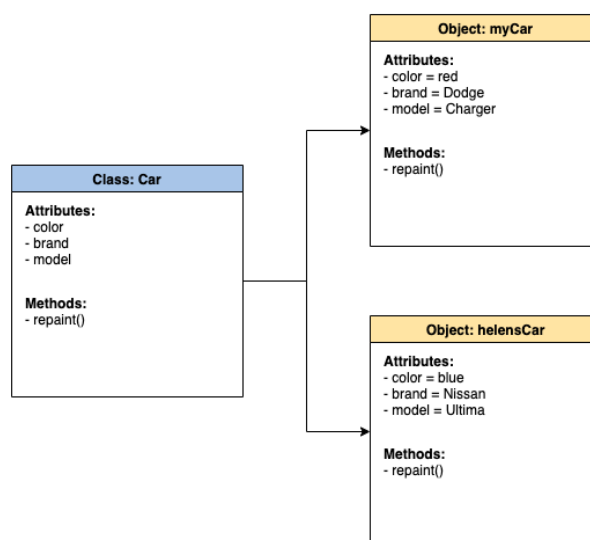 Class: Car
Attributes:
- color
- brand
- model
Methods:
- repaint()
Object: myCar
Attributes:
- color = red
- brand = Dodge
- model = Charger
Methods:
- repaint()
Object: helensCar
Attributes:
- color = blue
- brand = Nissan
- model = Ultima
Methods:
- repaint()